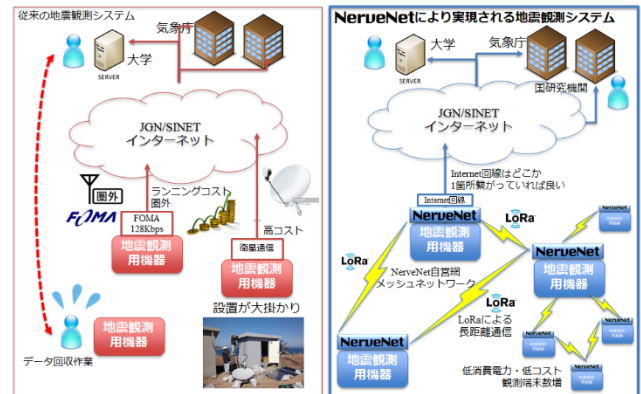 従来の地震観測システム
大学
気象庁
SERVER
JGN/SINET
インターネット
圏外
FOMA
ランニングコスト
圏外
FOMA
128Kbps
地震観測
用機器
高コスト
衛星通信
地震観測
用機器
設置が大掛かり
地震観測
用機器
データ回収作業
NerveNetにより実現される地震観測システム
大学
気象庁
SERVER
国研究機関
JGN/SINET
インターネット
Internet回線はどこか
1箇所繋がっていれば良い
Internet回線
NerveNet
地震観測
用機器
LoRa
NerveNet
LoRa
NerveNet
地震観測
用機器
NerveNet自営網
メッシュネットワーク
LoRa
LoRaによる
長距離通信
NerveNet
地震観測
用機器
NerveNet
NerveNet
NerveNet
低消費電力・低コスト
観測端末数増